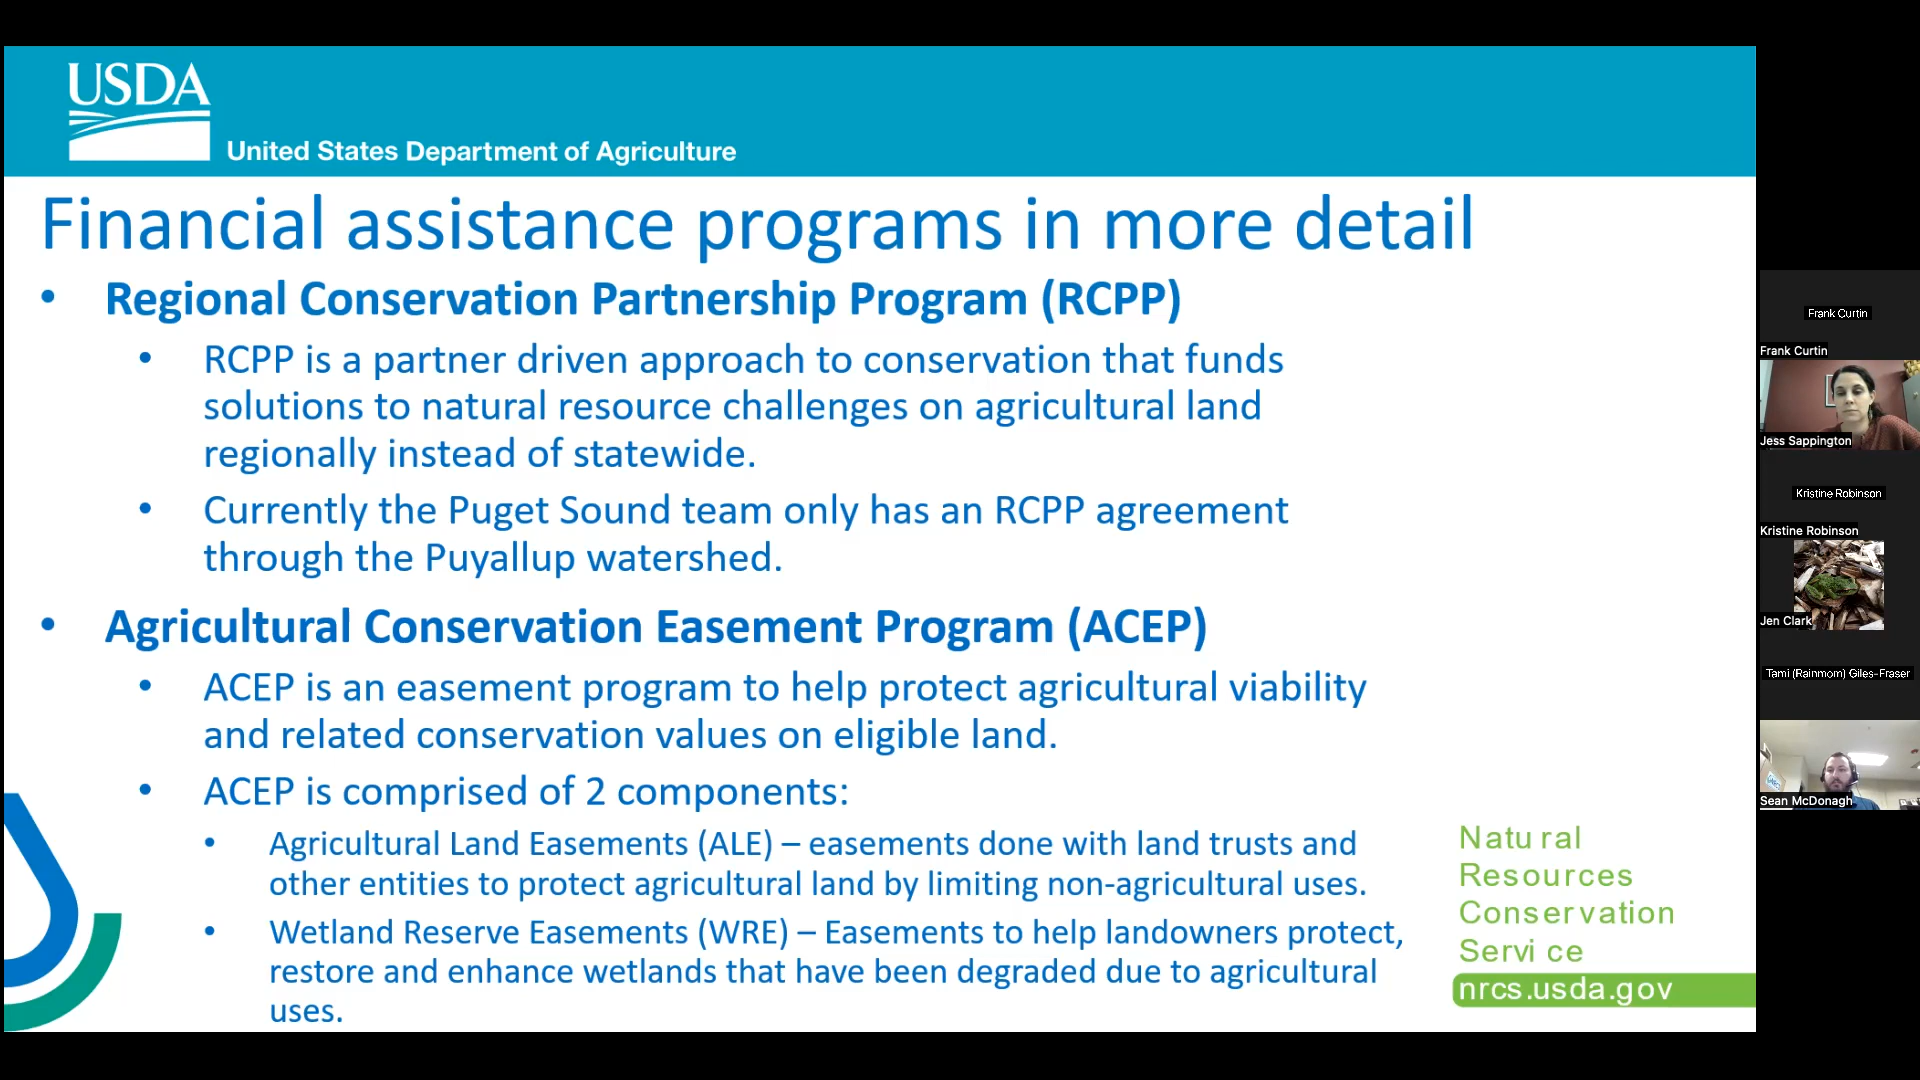 USDA
United States Department of Agriculture
Financial assistance programs in more detail
• Regional Conservation Partnership Program (RCPP)
• RCPP is a partner driven approach to conservation that funds
solutions to natural resource challenges on agricultural land
regionally instead of statewide.
• Currently the Puget Sound team only has an RCPP agreement
through the Puyallup watershed.
• Agricultural Conservation Easement Program (ACEP)
• ACEP is an easement program to help protect agricultural viability
and related conservation values on eligible land.
• ACEP is comprised of 2 components:
• Agricultural Land Easements (ALE) – easements done with land trusts and
other entities to protect agricultural land by limiting non-agricultural uses.
• Wetland Reserve Easements (WRE) – Easements to help landowners protect,
restore and enhance wetlands that have been degraded due to agricultural
uses.
Natural
Resources
Conservation
Service
nrcs.usda.gov
Frank Curtin
Frank Curtin
Jess Sappington
Kristine Robinson
Kristine Robinson
Jen Clark
Tami (Rainmom) Giles-Fraser
Sean McDonagh